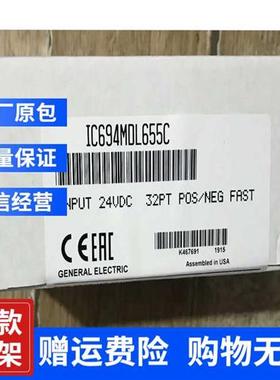 厂原包
IC694MDL655C
量保证
NPUT 24VDC 32PT POS/NEG FAST
信经营
CE EAC
K467691 1915
GENERAL ELECTRIC
Assembled in USA
款
架
赠运费险 购物无